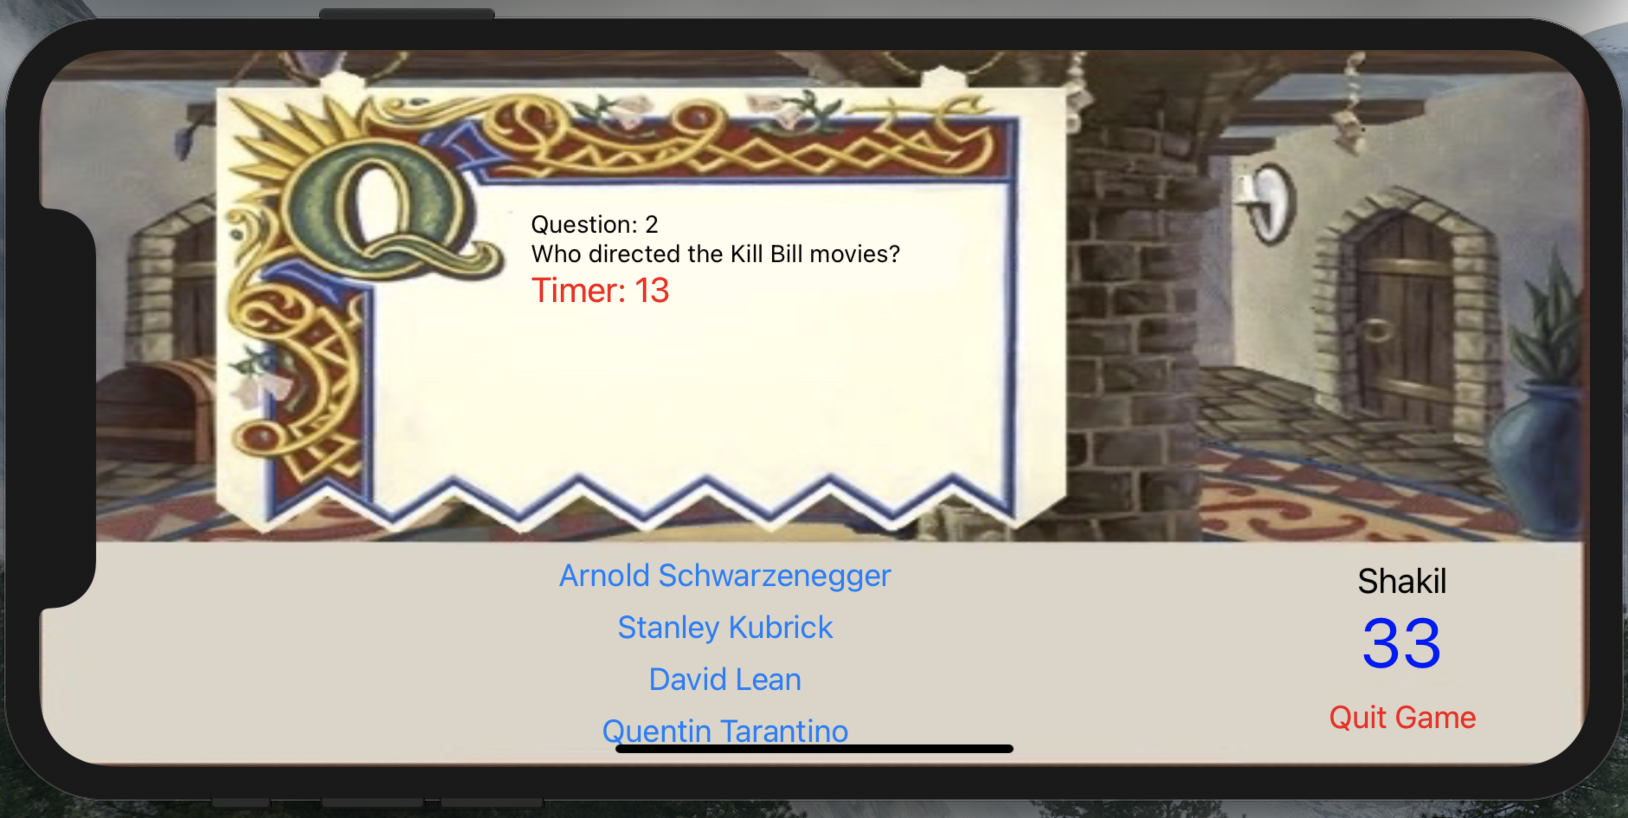 Q
Question: 2
Who directed the Kill Bill movies?
Timer: 13
Arnold Schwarzenegger
Stanley Kubrick
David Lean
Quentin Tarantino
Shakil
33
Quit Game